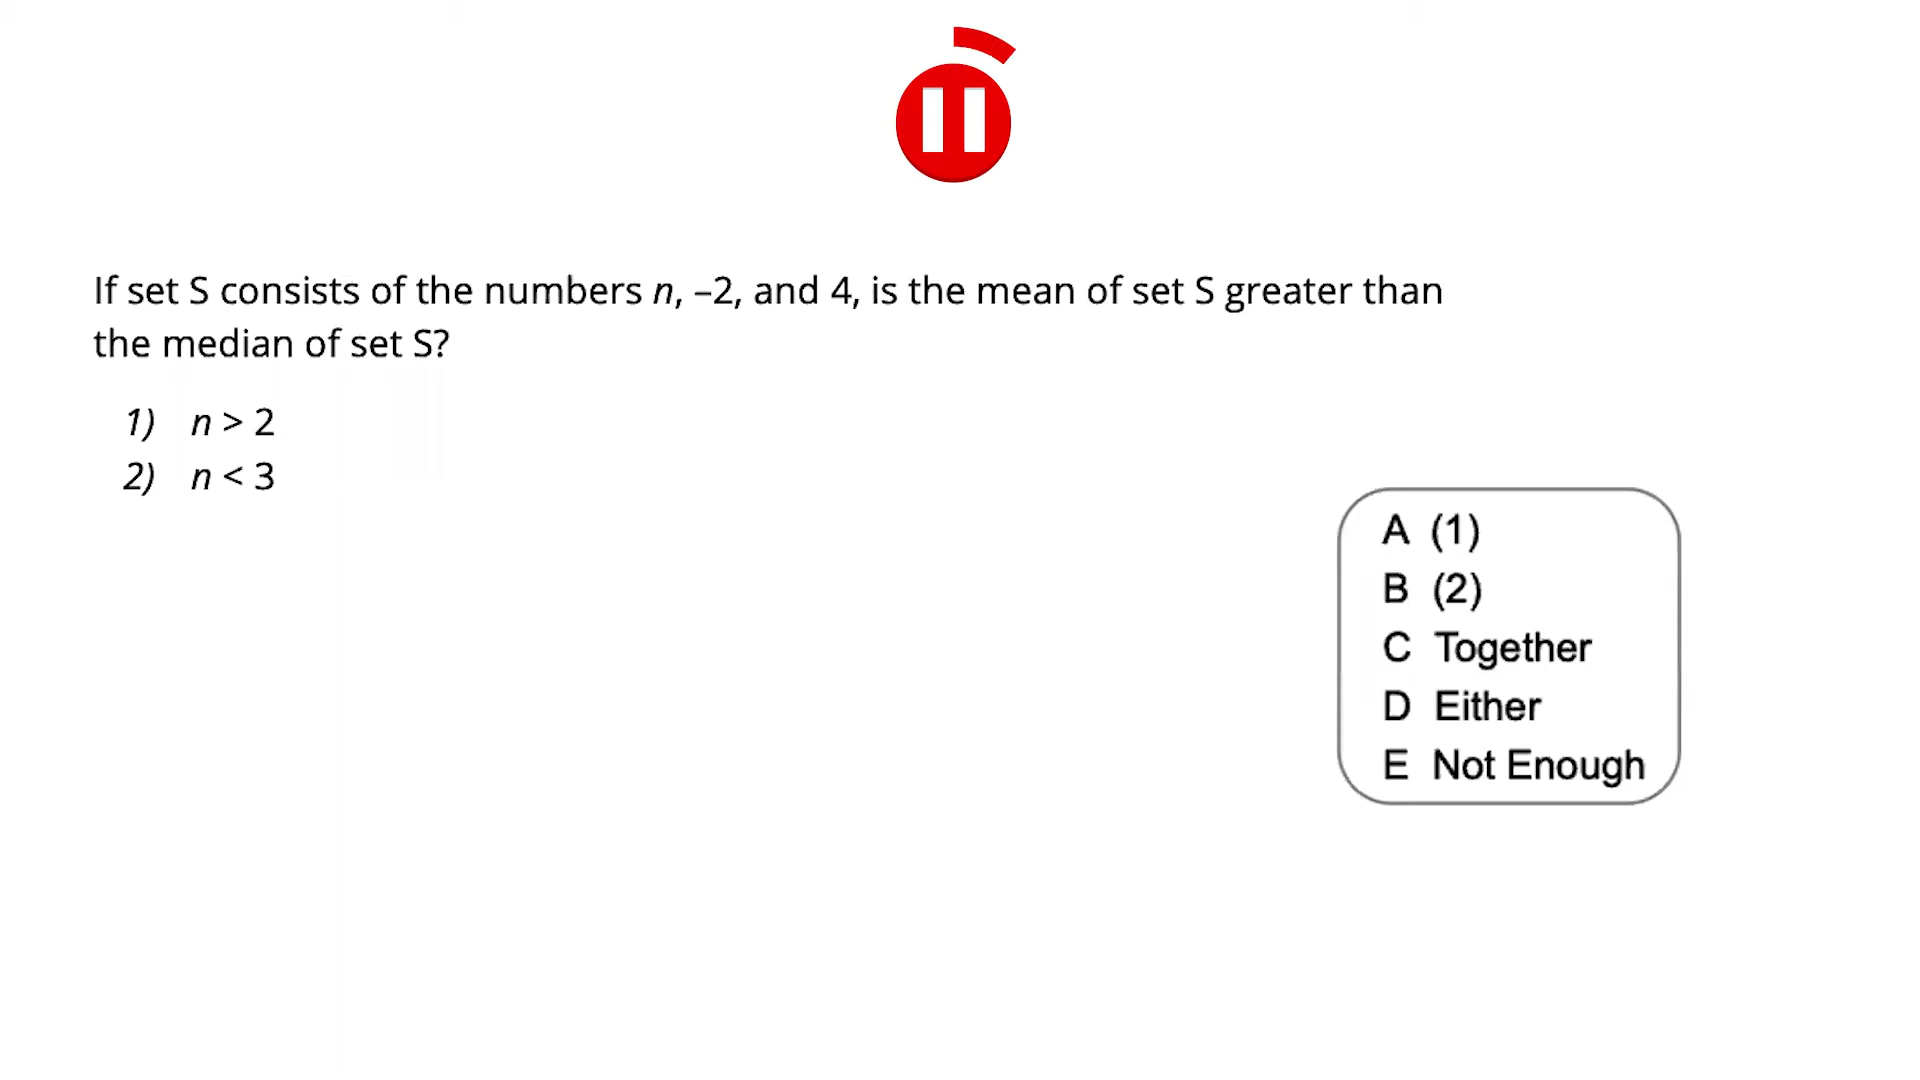 If set S consists of the numbers n, –2, and 4, is the mean of set S greater than
the median of set S?
1) n > 2
2) n < 3
A (1)
B (2)
C Together
D Either
E Not Enough